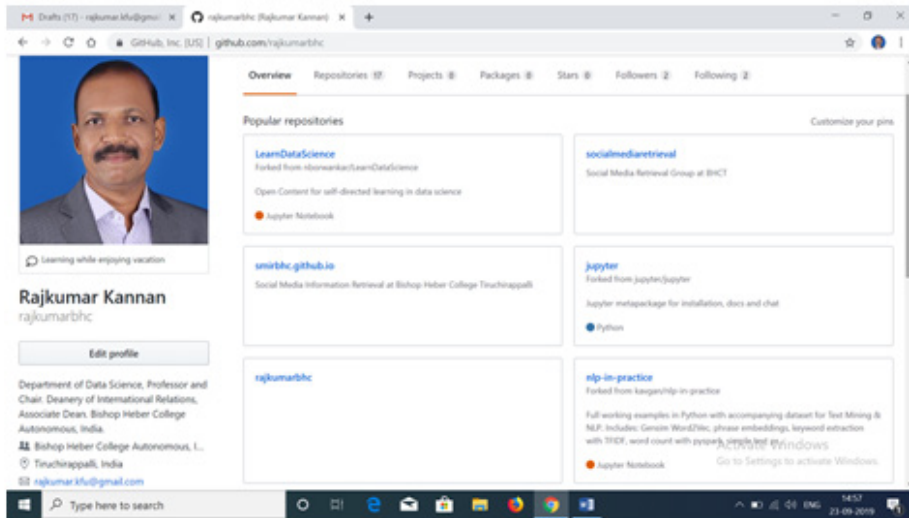 Drafts (17) - rajkumar.kfu@gmai
rajkumarbhc (Rajkumar Kannan)
GitHub, Inc. [US] | github.com/rajkumarbhc
Overview Repositories 17 Projects 0 Packages 0 Stars 0 Followers 2 Following 2
Popular repositories
Customize your pins
LearnDataScience
Forked from nborwankar/LearnDataScience
Open Content for self-directed learning in data science
Jupyter Notebook
socialmediaretrieval
Social Media Retrieval Group at BHCT
Learning while enjoying vacation
smirbhc.github.io
Social Media Information Retrieval at Bishop Heber College Tiruchirappalli
jupyter
Forked from jupyter/jupyter
Jupyter metapackage for installation, docs and chat
Python
Rajkumar Kannan
rajkumarbhc
Edit profile
Department of Data Science, Professor and
Chair. Deanery of International Relations,
Associate Dean. Bishop Heber College
Autonomous, India.
Bishop Heber College Autonomous, I...
Tiruchirappalli, India
rajkumar.kfu@gmail.com
rajkumarbhc
nlp-in-practice
Forked from kavgan/nlp-in-practice
Full working examples in Python with accompanying dataset for Text Mining &
NLP. Includes: Gensim Word2Vec, phrase embeddings, keyword extraction
with TFIDF, word count with pyspark, simple text
Jupyter Notebook
Activate Windows
Go to Settings to activate Windows.
Type here to search
ENG
14:57
23-09-2019